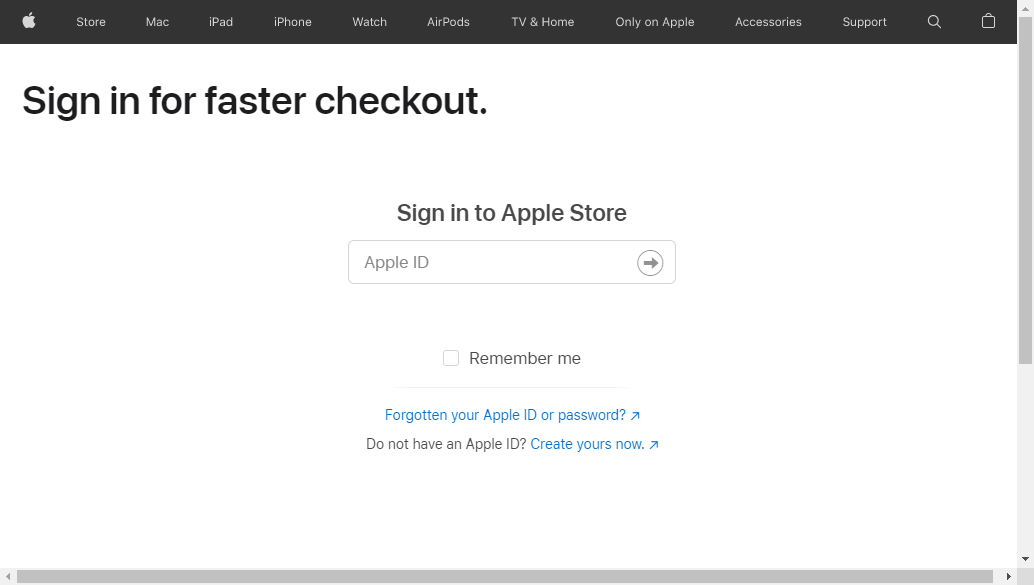 Store Mac iPad iPhone Watch AirPods TV & Home Only on Apple Accessories Support
Sign in for faster checkout.
Sign in to Apple Store
Apple ID
Remember me
Forgotten your Apple ID or password? ↗
Do not have an Apple ID? Create yours now. ↗